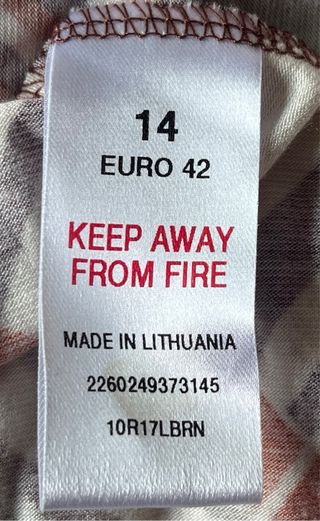 14
EURO 42
KEEP AWAY
FROM FIRE
MADE IN LITHUANIA
2260249373145
10R17LBRN